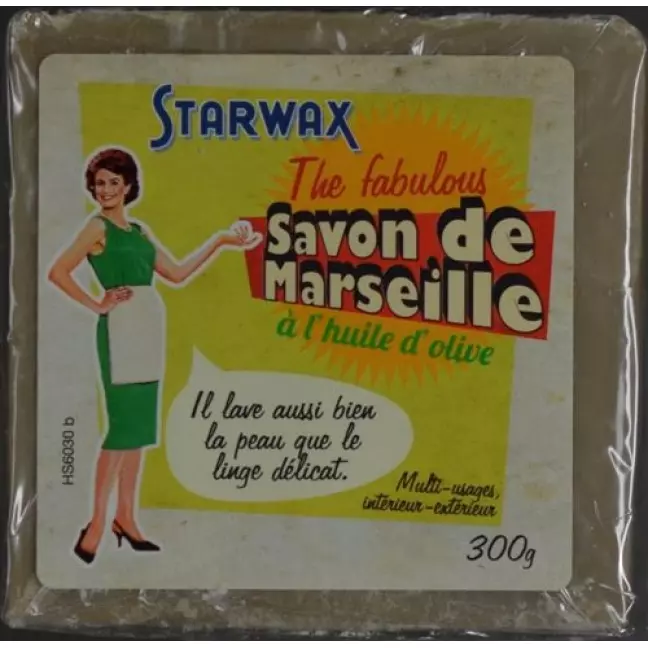 STARWAX
The fabulous
Savon de
Marseille
à l'huile d'olive
Il lave aussi bien
la peau que le
linge délicat.
Multi-usages,
intérieur-extérieur
300g
HS6030 b